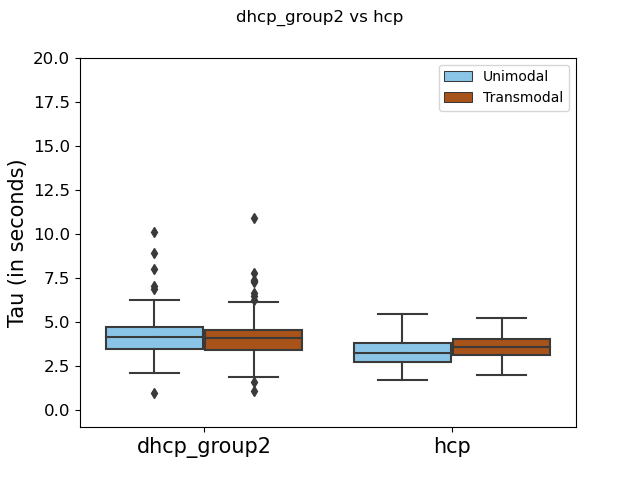 dhcp_group2 vs hcp
20.0
17.5
15.0
12.5
10.0
7.5
5.0
2.5
0.0
Tau (in seconds)
Unimodal
Transmodal
dhcp_group2
hcp